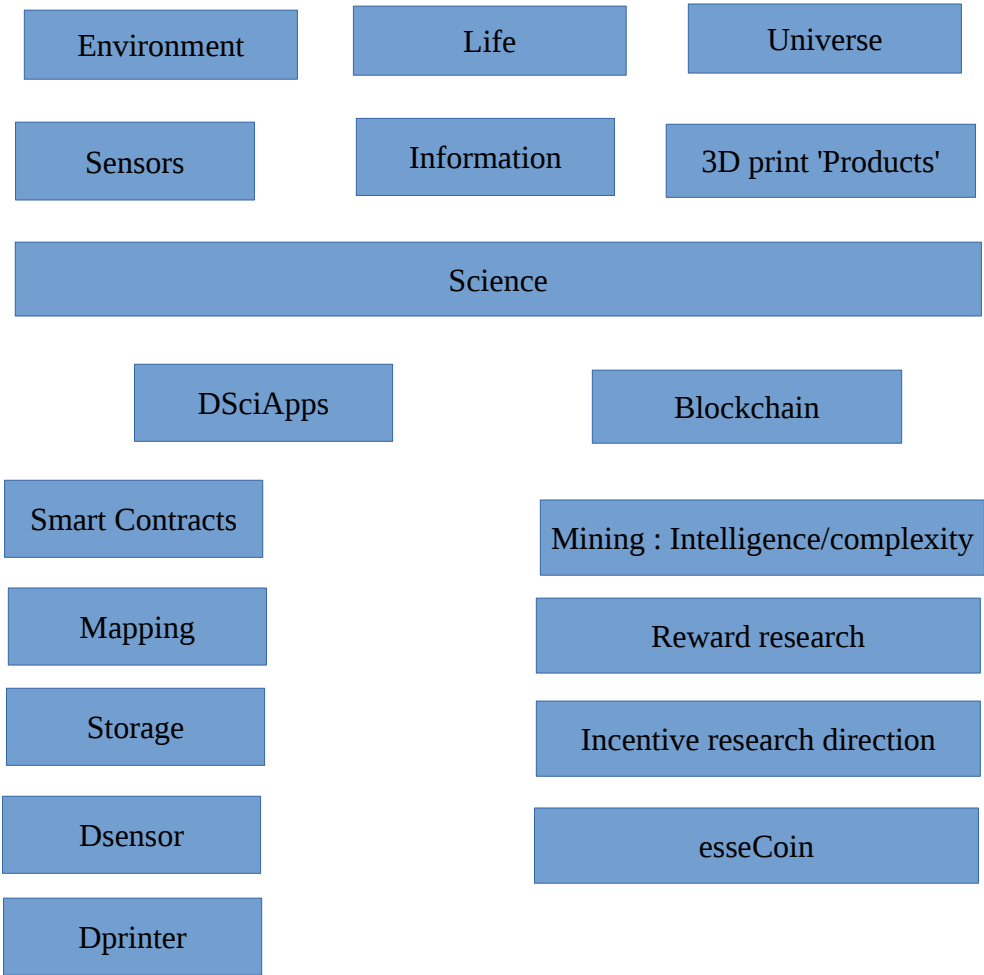 Environment
Life
Universe
Sensors
Information
3D print 'Products'
Science
DSciApps
Blockchain
Smart Contracts
Mining : Intelligence/complexity
Mapping
Reward research
Storage
Incentive research direction
Dsensor
esseCoin
Dprinter